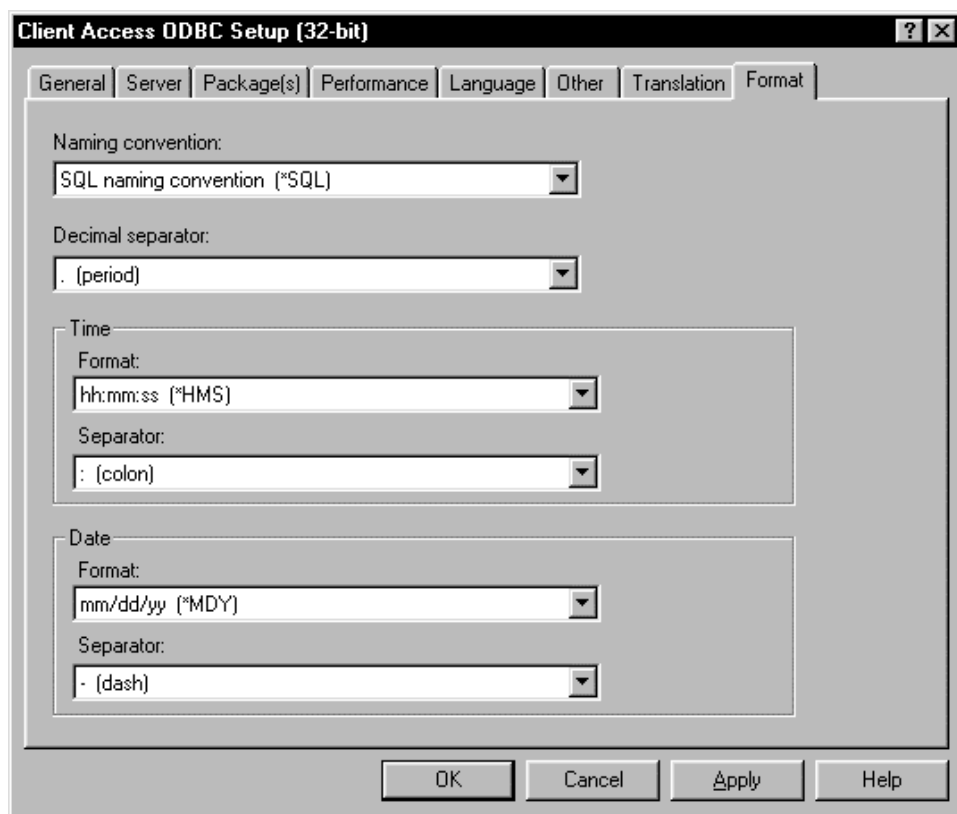 Client Access ODBC Setup (32-bit)
General Server Package(s) Performance Language Other Translation Format
Naming convention:
SQL naming convention (*SQL)
Decimal separator:
. (period)
Time
Format:
hh:mm:ss (*HMS)
Separator:
: (colon)
Date
Format:
mm/dd/yy (*MDY)
Separator:
- (dash)
OK Cancel Apply Help